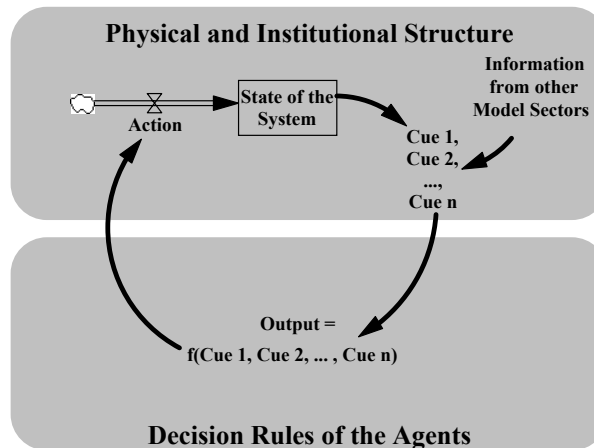 Physical and Institutional Structure
Information
from other
Model Sectors
State of the
System
Action
Cue 1,
Cue 2,
...,
Cue n
Output =
f(Cue 1, Cue 2, ... , Cue n)
Decision Rules of the Agents